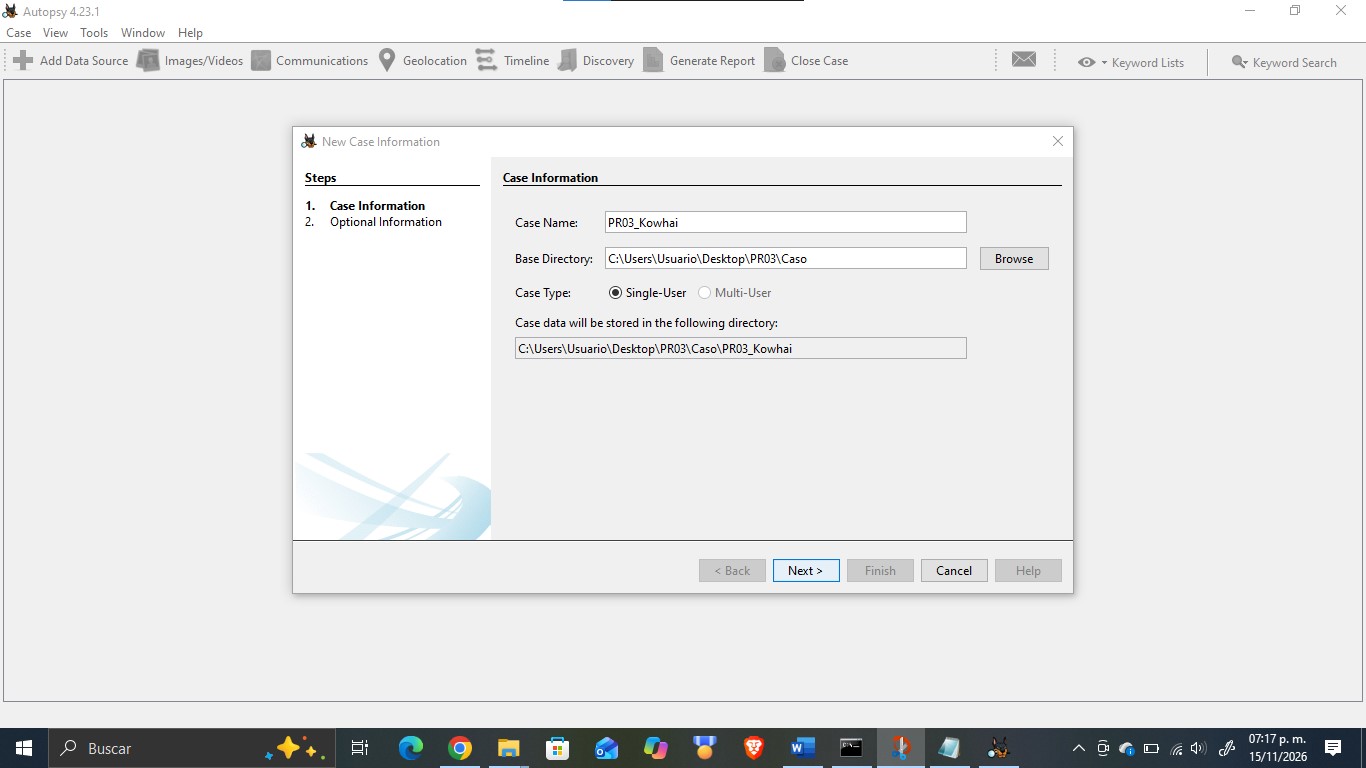 Autopsy 4.23.1
Case View Tools Window Help
Add Data Source Images/Videos Communications Geolocation Timeline Discovery Generate Report Close Case Keyword Lists Keyword Search
New Case Information
Steps
1. Case Information
2. Optional Information
Case Information
Case Name: PR03_Kowhai
Base Directory: C:\Users\Usuario\Desktop\PR03\Caso Browse
Case Type: Single-User Multi-User
Case data will be stored in the following directory:
C:\Users\Usuario\Desktop\PR03\Caso\PR03_Kowhai
< Back Next > Finish Cancel Help
Buscar
07:17 p. m.
15/11/2026